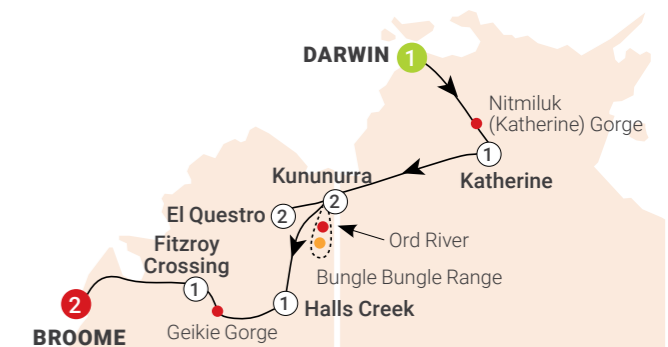 DARWIN 1
Nitmiluk
(Katherine) Gorge
1
Katherine
Kununurra
2
El Questro 2
Ord River
Fitzroy
Crossing
1
Bungle Bungle Range
1 Halls Creek
2
BROOME
Geikie Gorge